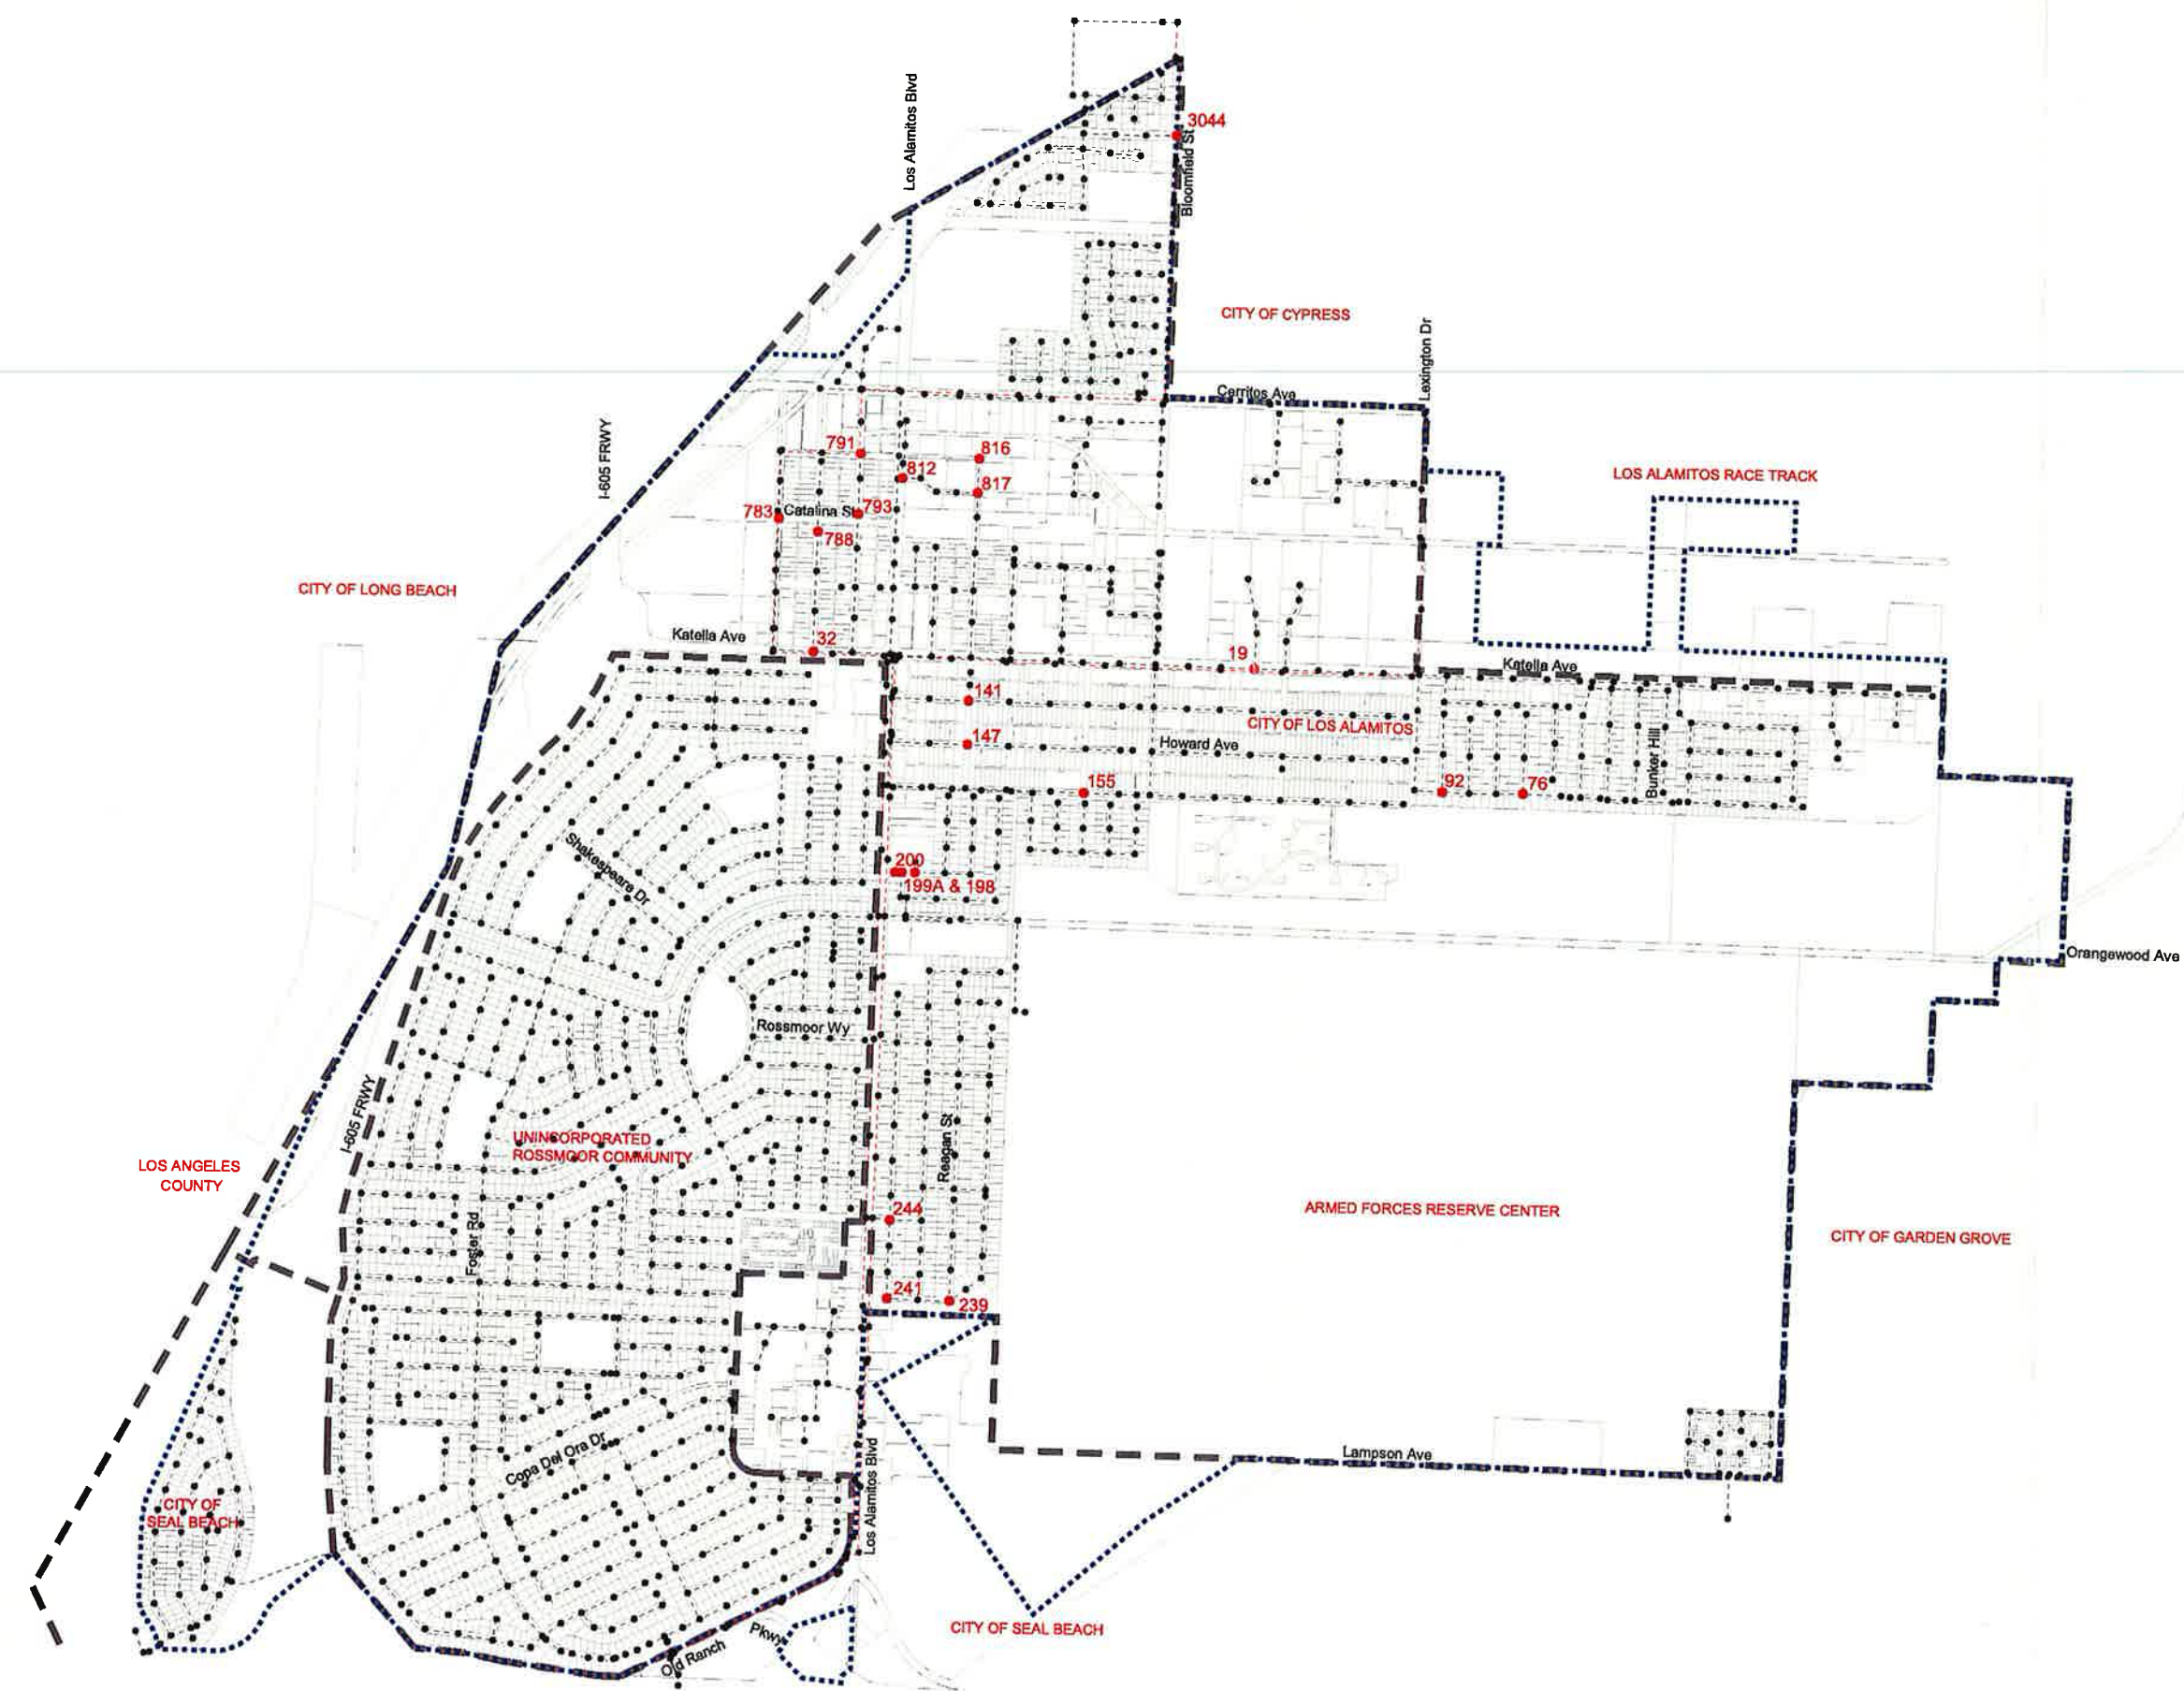 Los Alamitos Blvd
3044
Bloomfield St
CITY OF CYPRESS
Lexington Dr
Cerritos Ave
I-605 FRWY
791
816
812
817
LOS ALAMITOS RACE TRACK
783
Catalina St
793
788
CITY OF LONG BEACH
Katella Ave
32
19
Katella Ave
141
CITY OF LOS ALAMITOS
147
Howard Ave
Bunker Hill
155
92
76
Shakespeare Dr
200
199A & 198
Orangewood Ave
Rossmoor Wy
I-605 FRWY
UNINCORPORATED
ROSSMOOR COMMUNITY
Reagan St
LOS ANGELES
COUNTY
244
ARMED FORCES RESERVE CENTER
CITY OF GARDEN GROVE
Foster Rd
241
239
Copa Del Ora Dr
Los Alamitos Blvd
Lampson Ave
CITY OF
SEAL BEACH
CITY OF SEAL BEACH
Old Ranch Pkwy